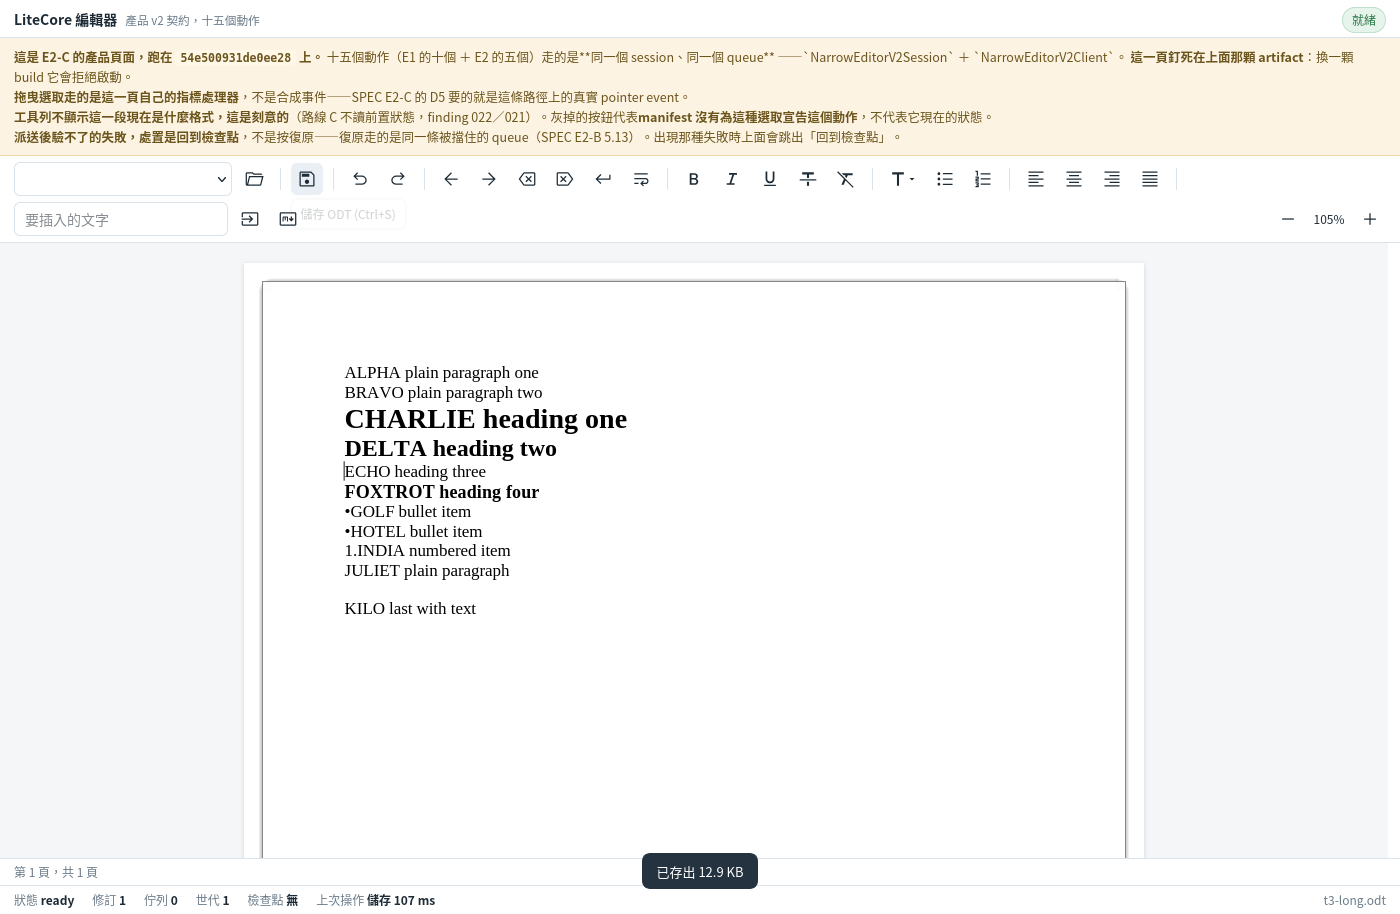 LiteCore 編輯器 產品 v2 契約，十五個動作
就緒
這是 E2-C 的產品頁面，跑在 54e500931de0ee28 上。 十五個動作（E1 的十個 ＋ E2 的五個）走的是**同一個 session、同一個 queue** ——`NarrowEditorV2Session` ＋ `NarrowEditorV2Client`。 這一頁釘死在上面那顆 artifact：換一顆
build 它會拒絕啟動。
拖曳選取走的是這一頁自己的指標處理器，不是合成事件——SPEC E2-C 的 D5 要的就是這條路徑上的真實 pointer event。
工具列不顯示這一段現在是什麼格式，這是刻意的（路線 C 不讀前置狀態，finding 022／021）。灰掉的按鈕代表manifest 沒有為這種選取宣告這個動作，不代表它現在的狀態。
派送後驗不了的失敗，處置是回到檢查點，不是按復原——復原走的是同一條被擋住的 queue（SPEC E2-B 5.13）。出現那種失敗時上面會跳出「回到檢查點」。
要插入的文字
儲存 ODT (Ctrl+S)
105%
ALPHA plain paragraph one
BRAVO plain paragraph two
CHARLIE heading one
DELTA heading two
ECHO heading three
FOXTROT heading four
•GOLF bullet item
•HOTEL bullet item
1.INDIA numbered item
JULIET plain paragraph
KILO last with text
第 1 頁，共 1 頁
已存出 12.9 KB
狀態 ready 修訂 1 佇列 0 世代 1 檢查點 無 上次操作 儲存 107 ms
t3-long.odt